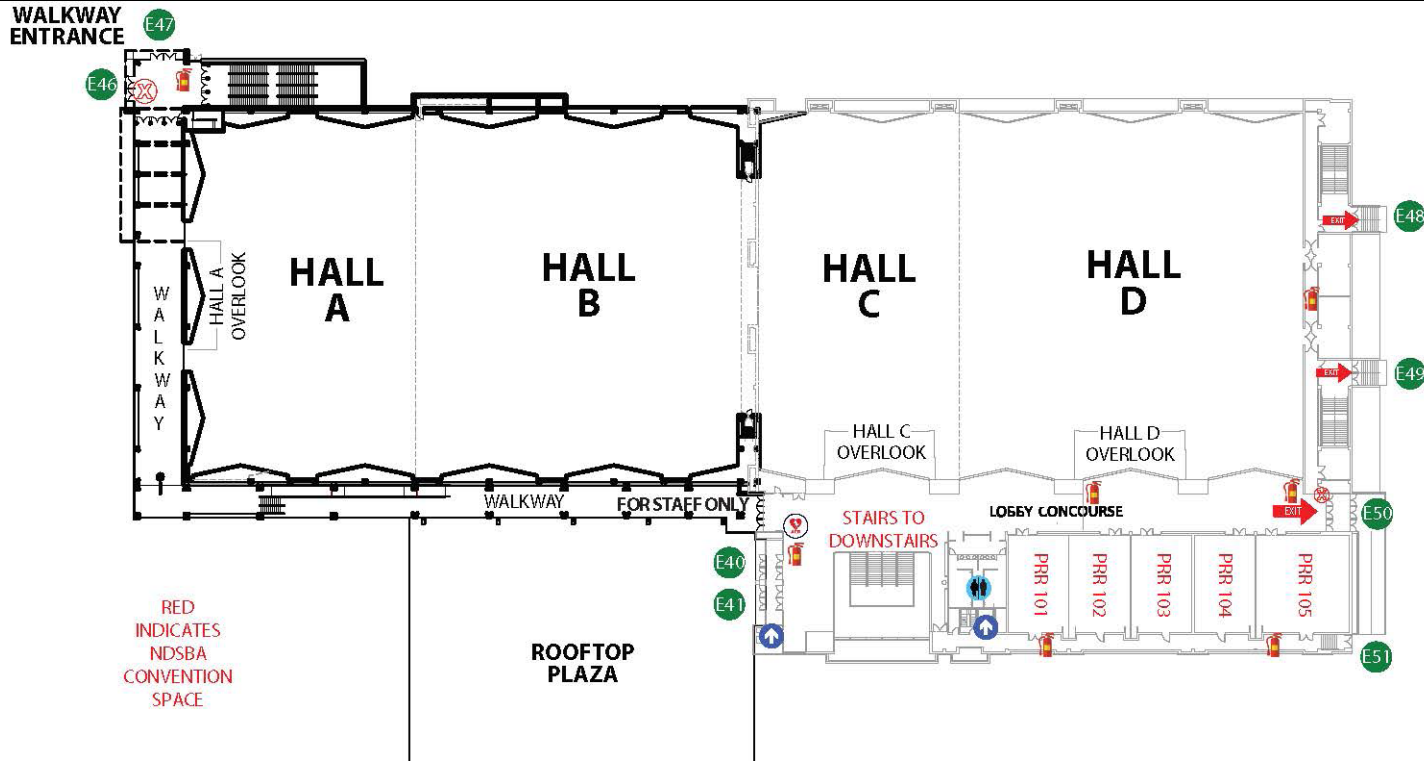 WALKWAY
ENTRANCE
E47
E46
HALL
A
HALL
B
HALL
C
HALL
D
EXIT
E48
HALL A
OVERLOOK
WALKWAY
EXIT
E49
HALL C
OVERLOOK
HALL D
OVERLOOK
WALKWAY
FOR STAFF ONLY
STAIRS TO
DOWNSTAIRS
LOBBY CONCOURSE
EXIT
E50
E40
E41
PRR 101
PRR 102
PRR 103
PRR 104
PRR 105
E51
RED
INDICATES
NDSBA
CONVENTION
SPACE
ROOFTOP
PLAZA